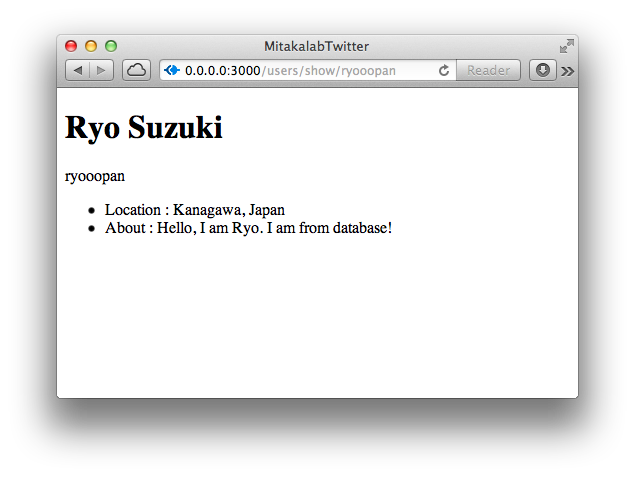 MitakalabTwitter
0.0.0.0:3000/users/show/ryooopan
Reader
Ryo Suzuki
ryooopan
Location : Kanagawa, Japan
About : Hello, I am Ryo. I am from database!